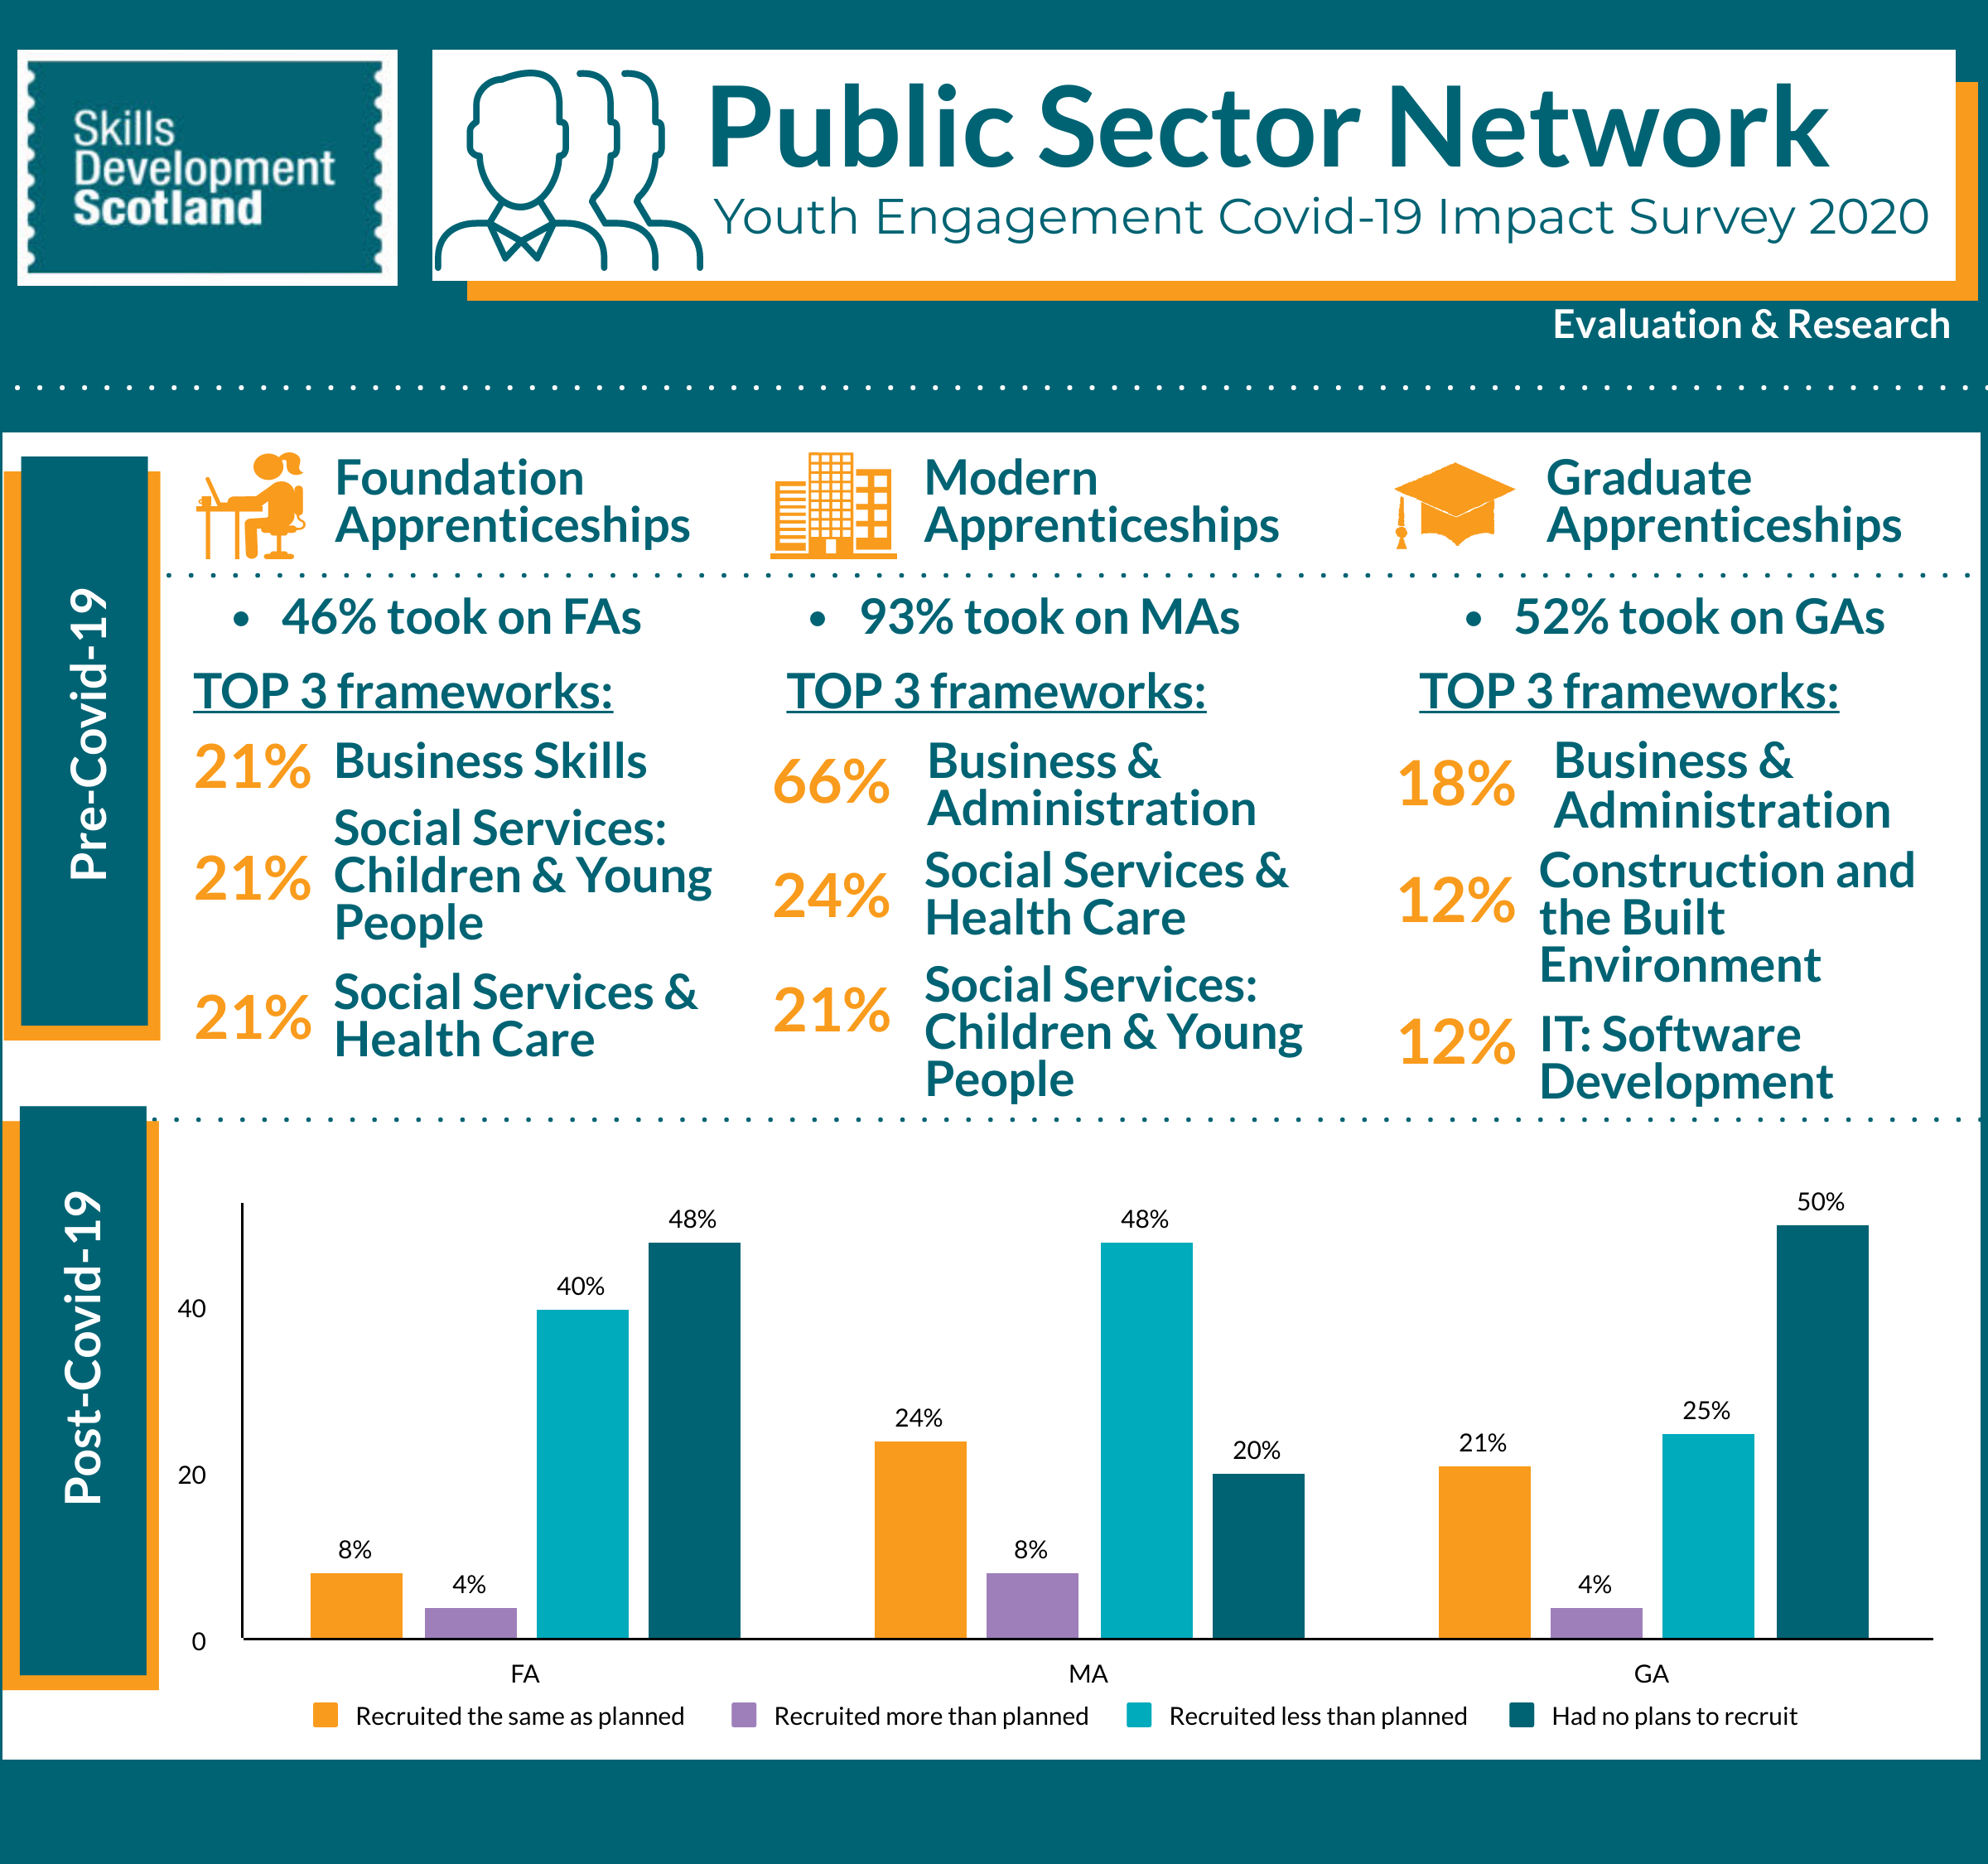 Skills
Development
Scotland
Public Sector Network
Youth Engagement Covid-19 Impact Survey 2020
Evaluation & Research
Pre-Covid-19
Foundation
Apprenticeships
• 46% took on FAs
TOP 3 frameworks:
21% Business Skills
21% Social Services:
Children & Young
People
21% Social Services &
Health Care
Modern
Apprenticeships
• 93% took on MAs
TOP 3 frameworks:
66% Business &
Administration
24% Social Services &
Health Care
21% Social Services:
Children & Young
People
Graduate
Apprenticeships
• 52% took on GAs
TOP 3 frameworks:
18% Business &
Administration
12% Construction and
the Built
Environment
12% IT: Software
Development
Post-Covid-19
40
20
0
8%
4%
40%
48%
24%
8%
48%
20%
21%
4%
25%
50%
FA
MA
GA
Recruited the same as planned
Recruited more than planned
Recruited less than planned
Had no plans to recruit